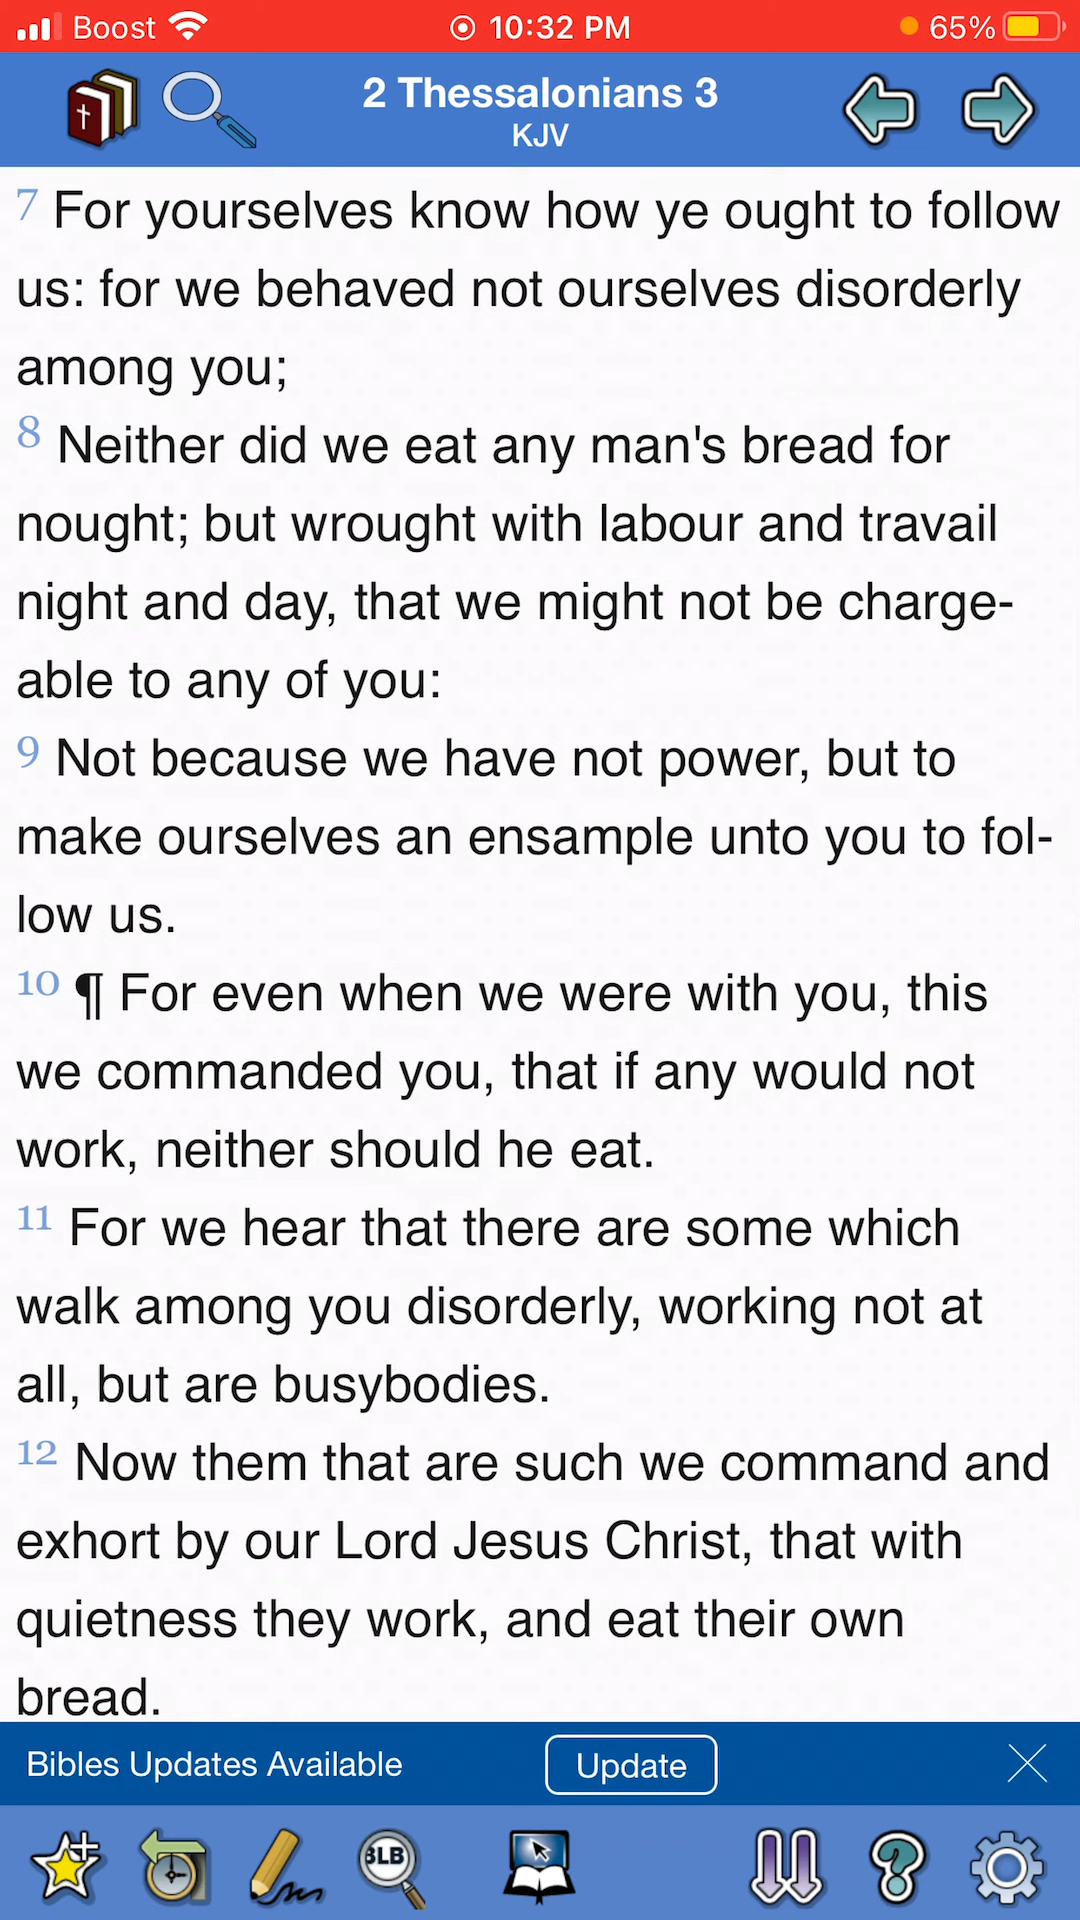 Boost 10:32 PM 65%
2 Thessalonians 3
KJV
7 For yourselves know how ye ought to follow
us: for we behaved not ourselves disorderly
among you;
8 Neither did we eat any man's bread for
nought; but wrought with labour and travail
night and day, that we might not be charge-
able to any of you:
9 Not because we have not power, but to
make ourselves an ensample unto you to fol-
low us.
10 ¶ For even when we were with you, this
we commanded you, that if any would not
work, neither should he eat.
11 For we hear that there are some which
walk among you disorderly, working not at
all, but are busybodies.
12 Now them that are such we command and
exhort by our Lord Jesus Christ, that with
quietness they work, and eat their own
bread.
Bibles Updates Available Update
BLB